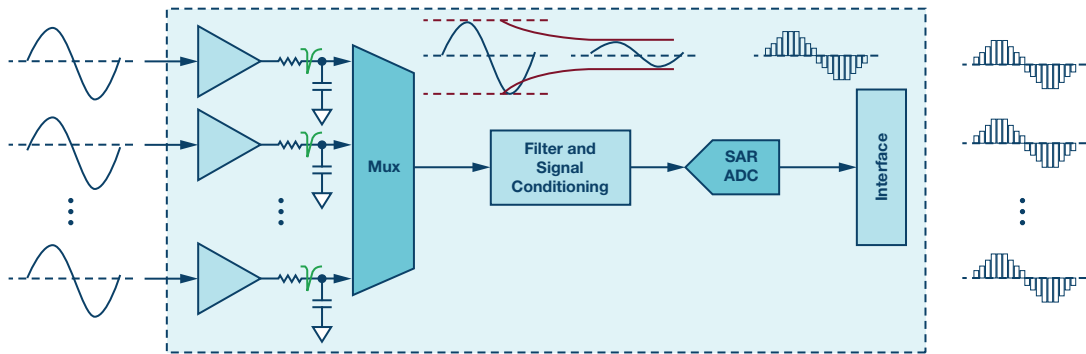 Mux
Filter and
Signal
Conditioning
SAR
ADC
Interface